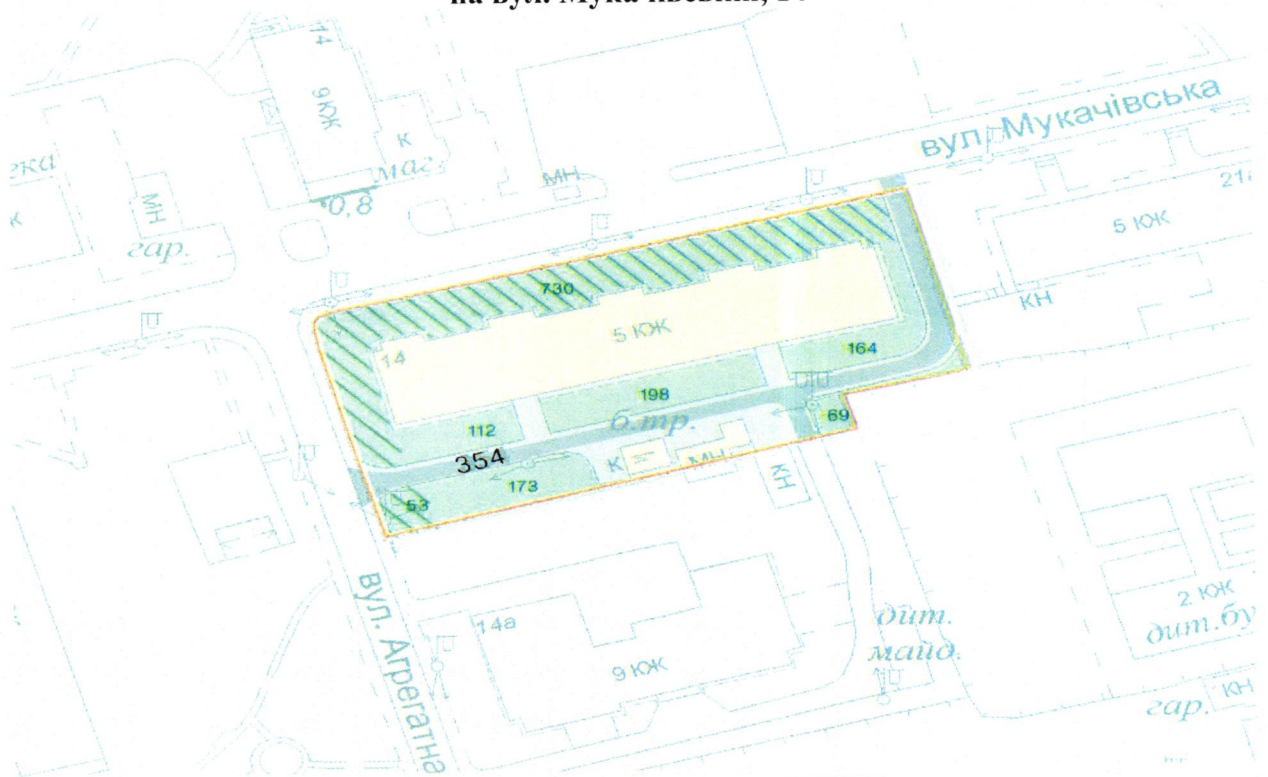 14
9 КЖ
К
маг.
0,8
МН
вул. Мукачівська
ека
к
МН
гар.
21а
5 КЖ
КН
730
14
5 КЖ
164
198
б.тр.
69
112
354
К
МН
КН
173
53
вул. Агрегатна
14а
9 КЖ
дит.
майд.
2 КЖ
дит.бу
гар.
КН